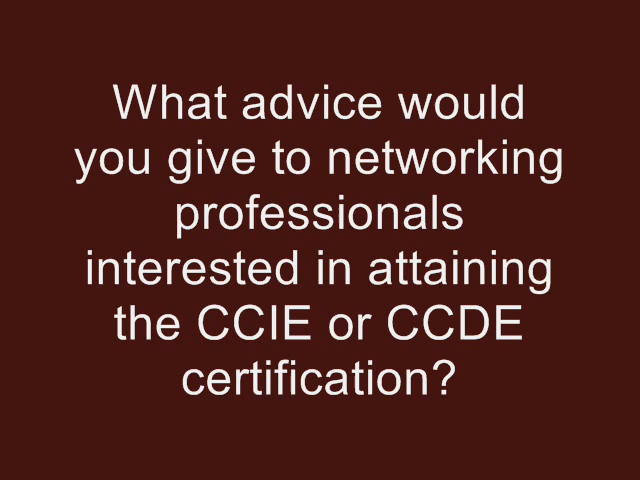 What advice would
you give to networking
professionals
interested in attaining
the CCIE or CCDE
certification?